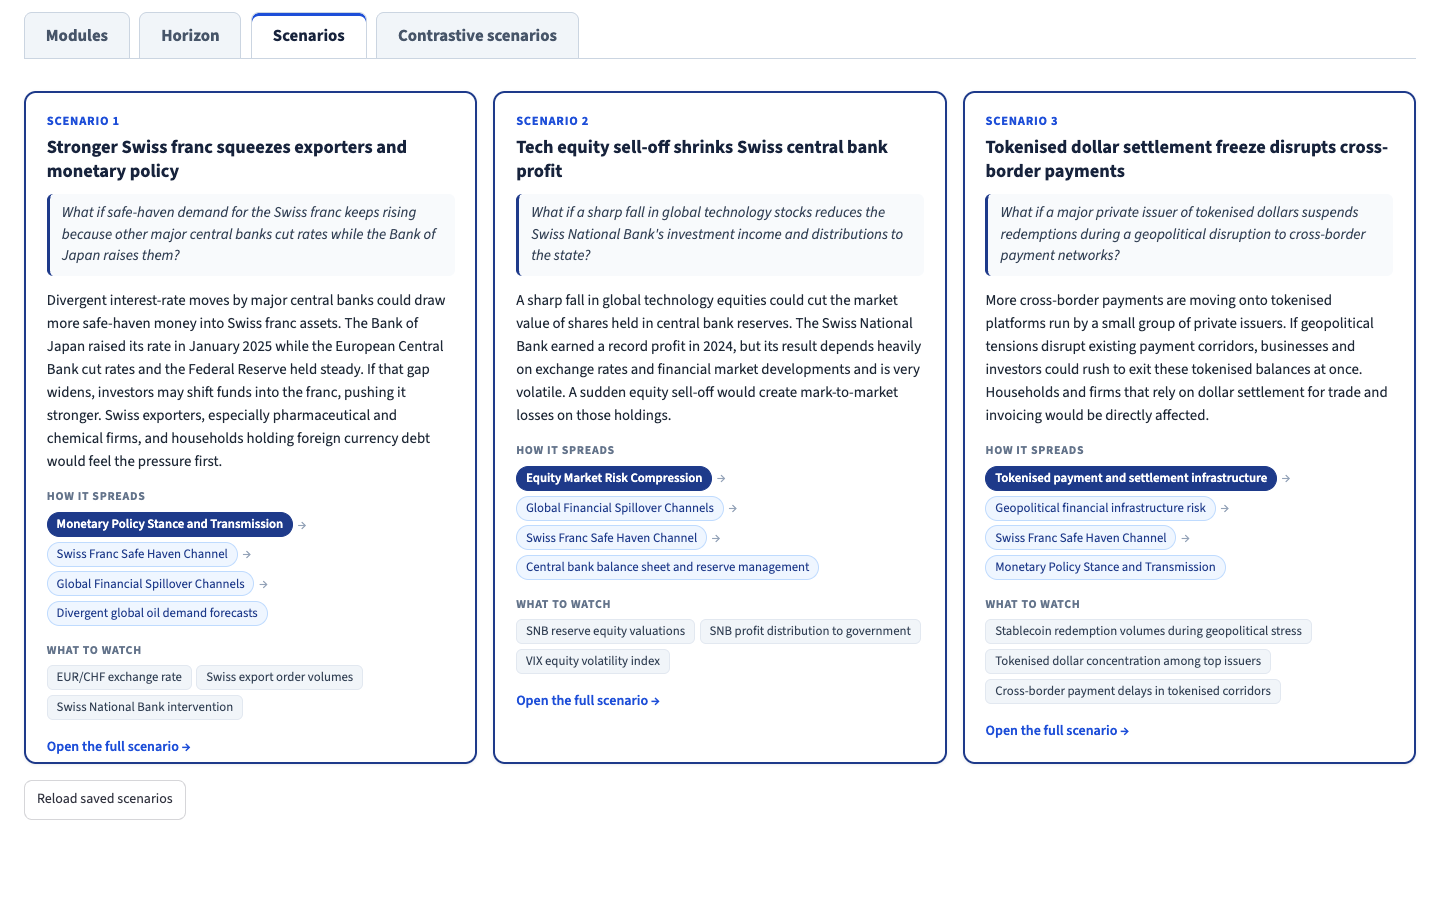 Modules
Horizon
Scenarios
Contrastive scenarios
SCENARIO 1
Stronger Swiss franc squeezes exporters and
monetary policy
What if safe-haven demand for the Swiss franc keeps rising
because other major central banks cut rates while the Bank of
Japan raises them?
Divergent interest-rate moves by major central banks could draw
more safe-haven money into Swiss franc assets. The Bank of
Japan raised its rate in January 2025 while the European Central
Bank cut rates and the Federal Reserve held steady. If that gap
widens, investors may shift funds into the franc, pushing it
stronger. Swiss exporters, especially pharmaceutical and
chemical firms, and households holding foreign currency debt
would feel the pressure first.
HOW IT SPREADS
Monetary Policy Stance and Transmission →
Swiss Franc Safe Haven Channel →
Global Financial Spillover Channels →
Divergent global oil demand forecasts
WHAT TO WATCH
EUR/CHF exchange rate
Swiss export order volumes
Swiss National Bank intervention
Open the full scenario →
SCENARIO 2
Tech equity sell-off shrinks Swiss central bank
profit
What if a sharp fall in global technology stocks reduces the
Swiss National Bank's investment income and distributions to
the state?
A sharp fall in global technology equities could cut the market
value of shares held in central bank reserves. The Swiss National
Bank earned a record profit in 2024, but its result depends heavily
on exchange rates and financial market developments and is very
volatile. A sudden equity sell-off would create mark-to-market
losses on those holdings.
HOW IT SPREADS
Equity Market Risk Compression →
Global Financial Spillover Channels →
Swiss Franc Safe Haven Channel →
Central bank balance sheet and reserve management
WHAT TO WATCH
SNB reserve equity valuations
SNB profit distribution to government
VIX equity volatility index
Open the full scenario →
SCENARIO 3
Tokenised dollar settlement freeze disrupts cross-
border payments
What if a major private issuer of tokenised dollars suspends
redemptions during a geopolitical disruption to cross-border
payment networks?
More cross-border payments are moving onto tokenised
platforms run by a small group of private issuers. If geopolitical
tensions disrupt existing payment corridors, businesses and
investors could rush to exit these tokenised balances at once.
Households and firms that rely on dollar settlement for trade and
invoicing would be directly affected.
HOW IT SPREADS
Tokenised payment and settlement infrastructure →
Geopolitical financial infrastructure risk →
Swiss Franc Safe Haven Channel →
Monetary Policy Stance and Transmission
WHAT TO WATCH
Stablecoin redemption volumes during geopolitical stress
Tokenised dollar concentration among top issuers
Cross-border payment delays in tokenised corridors
Open the full scenario →
Reload saved scenarios